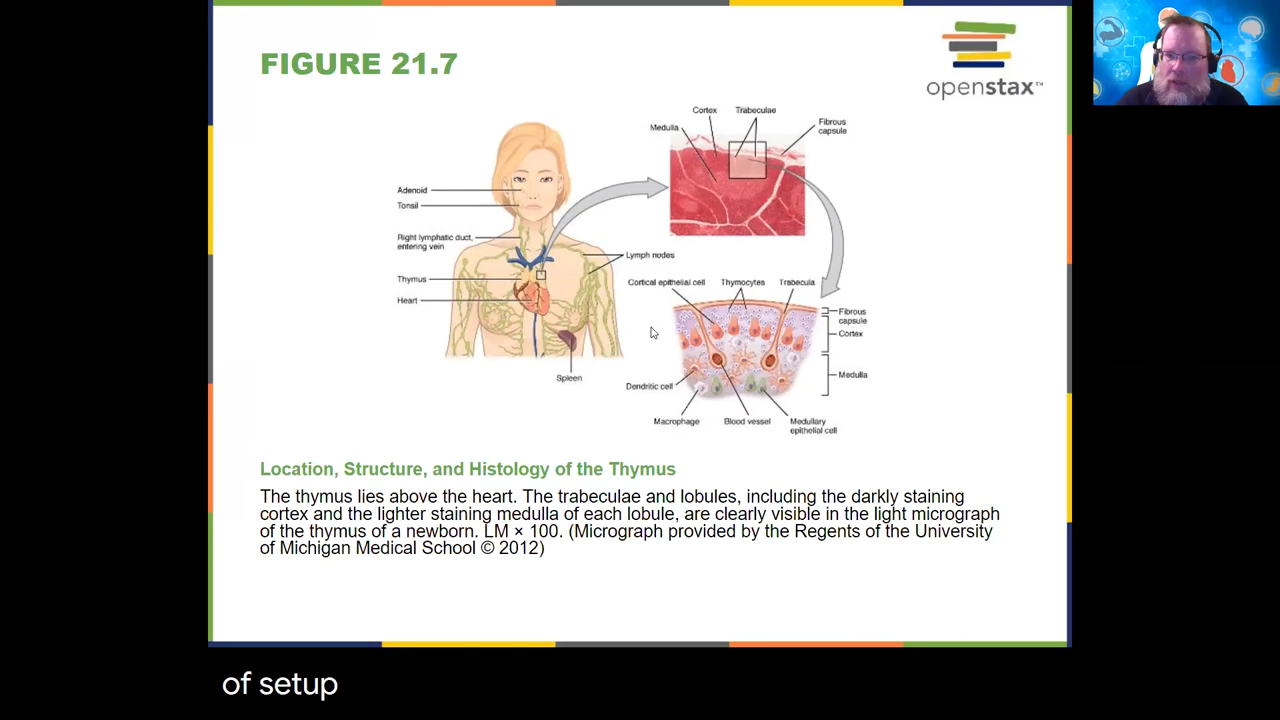 FIGURE 21.7
openstax™
Adenoid
Tonsil
Right lymphatic duct,
entering vein
Thymus
Heart
Lymph nodes
Spleen
Cortex
Trabeculae
Medulla
Fibrous
capsule
Cortical epithelial cell
Thymocytes
Trabecula
Fibrous
capsule
Cortex
Medulla
Dendritic cell
Macrophage
Blood vessel
Medullary
epithelial cell
Location, Structure, and Histology of the Thymus
The thymus lies above the heart. The trabeculae and lobules, including the darkly staining
cortex and the lighter staining medulla of each lobule, are clearly visible in the light micrograph
of the thymus of a newborn. LM × 100. (Micrograph provided by the Regents of the University
of Michigan Medical School © 2012)
of setup